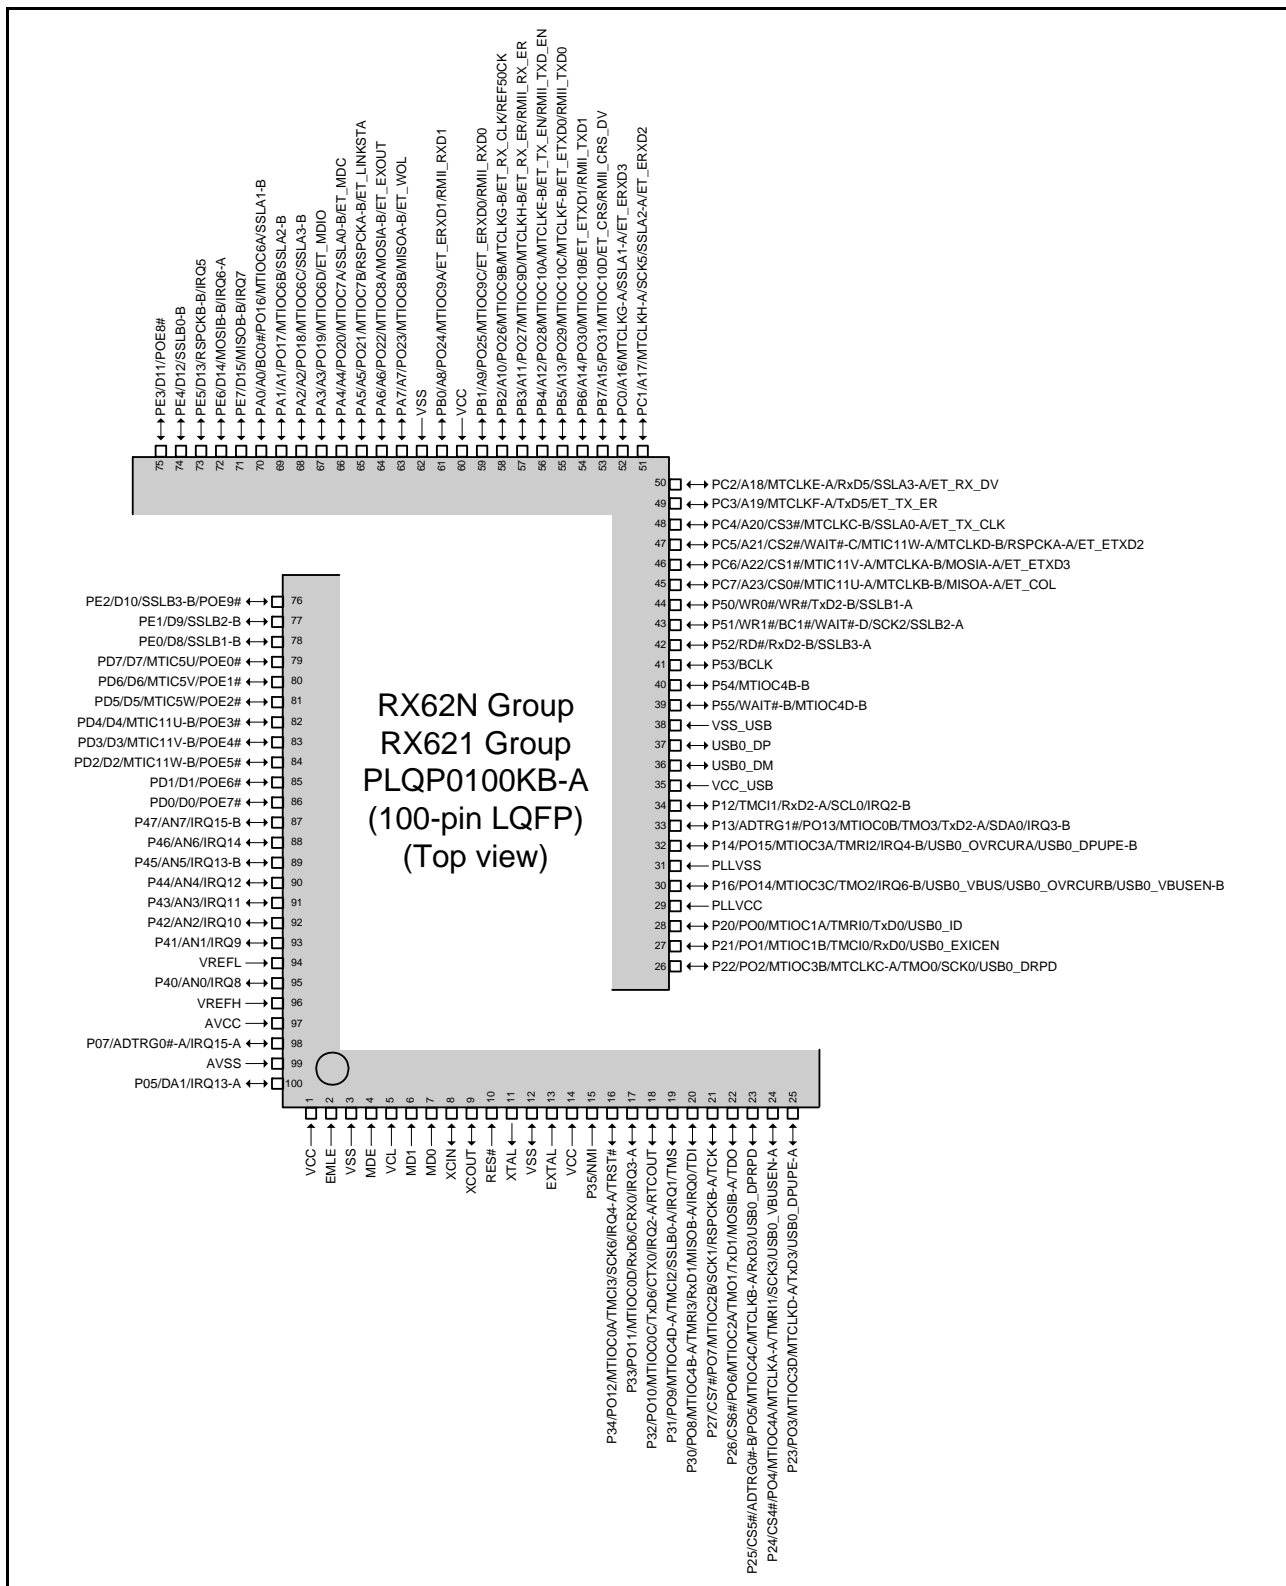 PE3/D11/POE8#
PE4/D12/SSLB0-B
PE5/D13/RSPCKB-B/IRQ5
PE6/D14/MOSIB-B/IRQ6-A
PE7/D15/MISOB-B/IRQ7
PA0/A0/BC0#/PO16/MTIOC6A/SSLA1-B
PA1/A1/PO17/MTIOC6B/SSLA2-B
PA2/A2/PO18/MTIOC6C/SSLA3-B
PA3/A3/PO19/MTIOC6D/ET_MDIO
PA4/A4/PO20/MTIOC7A/SSLA0-B/ET_MDC
PA5/A5/PO21/MTIOC7B/RSPCKA-B/ET_LINKSTA
PA6/A6/PO22/MTIOC8A/MOSIA-B/ET_EXOUT
PA7/A7/PO23/MTIOC8B/MISOA-B/ET_WOL
VSS
PB0/A8/PO24/MTIOC9A/ET_ERXD1/RMII_RXD1
VCC
PB1/A9/PO25/MTIOC9C/ET_ERXD0/RMII_RXD0
PB2/A10/PO26/MTIOC9B/MTCLKG-B/ET_RX_CLK/REF50CK
PB3/A11/PO27/MTIOC9D/MTCLKH-B/ET_RX_ER/RMII_RX_ER
PB4/A12/PO28/MTIOC10A/MTCLKE-B/ET_TX_EN/RMII_TXD_EN
PB5/A13/PO29/MTIOC10C/MTCLKF-B/ET_ETXD0/RMII_TXD0
PB6/A14/PO30/MTIOC10B/ET_ETXD1/RMII_TXD1
PB7/A15/PO31/MTIOC10D/ET_CRS/RMII_CRS_DV
PC0/A16/MTCLKG-A/SSLA1-A/ET_ERXD3
PC1/A17/MTCLKH-A/SCK5/SSLA2-A/ET_ERXD2
75 74 73 72 71 70 69 68 67 66 65 64 63 62 61 60 59 58 57 56 55 54 53 52 51
50 PC2/A18/MTCLKE-A/RxD5/SSLA3-A/ET_RX_DV
49 PC3/A19/MTCLKF-A/TxD5/ET_TX_ER
48 PC4/A20/CS3#/MTCLKC-B/SSLA0-A/ET_TX_CLK
47 PC5/A21/CS2#/WAIT#-C/MTIC11W-A/MTCLKD-B/RSPCKA-A/ET_ETXD2
46 PC6/A22/CS1#/MTIC11V-A/MTCLKA-B/MOSIA-A/ET_ETXD3
45 PC7/A23/CS0#/MTIC11U-A/MTCLKB-B/MISOA-A/ET_COL
44 P50/WR0#/WR#/TxD2-B/SSLB1-A
43 P51/WR1#/BC1#/WAIT#-D/SCK2/SSLB2-A
42 P52/RD#/RxD2-B/SSLB3-A
41 P53/BCLK
40 P54/MTIOC4B-B
39 P55/WAIT#-B/MTIOC4D-B
38 VSS_USB
37 USB0_DP
36 USB0_DM
35 VCC_USB
34 P12/TMCI1/RxD2-A/SCL0/IRQ2-B
33 P13/ADTRG1#/PO13/MTIOC0B/TMO3/TxD2-A/SDA0/IRQ3-B
32 P14/PO15/MTIOC3A/TMRI2/IRQ4-B/USB0_OVRCURA/USB0_DPUPE-B
31 PLLVSS
30 P16/PO14/MTIOC3C/TMO2/IRQ6-B/USB0_VBUS/USB0_OVRCURB/USB0_VBUSEN-B
29 PLLVCC
28 P20/PO0/MTIOC1A/TMRI0/TxD0/USB0_ID
27 P21/PO1/MTIOC1B/TMCI0/RxD0/USB0_EXICEN
26 P22/PO2/MTIOC3B/MTCLKC-A/TMO0/SCK0/USB0_DRPD
PE2/D10/SSLB3-B/POE9# 76
PE1/D9/SSLB2-B 77
PE0/D8/SSLB1-B 78
PD7/D7/MTIC5U/POE0# 79
PD6/D6/MTIC5V/POE1# 80
PD5/D5/MTIC5W/POE2# 81
PD4/D4/MTIC11U-B/POE3# 82
PD3/D3/MTIC11V-B/POE4# 83
PD2/D2/MTIC11W-B/POE5# 84
PD1/D1/POE6# 85
PD0/D0/POE7# 86
P47/AN7/IRQ15-B 87
P46/AN6/IRQ14 88
P45/AN5/IRQ13-B 89
P44/AN4/IRQ12 90
P43/AN3/IRQ11 91
P42/AN2/IRQ10 92
P41/AN1/IRQ9 93
VREFL 94
P40/AN0/IRQ8 95
VREFH 96
AVCC 97
P07/ADTRG0#-A/IRQ15-A 98
AVSS 99
P05/DA1/IRQ13-A 100
RX62N Group
RX621 Group
PLQP0100KB-A
(100-pin LQFP)
(Top view)
1 2 3 4 5 6 7 8 9 10 11 12 13 14 15 16 17 18 19 20 21 22 23 24 25
VCC
EMLE
VSS
MDE
VCL
MD1
MD0
XCIN
XCOUT
RES#
XTAL
VSS
EXTAL
VCC
P35/NMI
P34/PO12/MTIOC0A/TMCI3/SCK6/IRQ4-A/TRST#
P33/PO11/MTIOC0D/RxD6/CRX0/IRQ3-A
P32/PO10/MTIOC0C/TxD6/CTX0/IRQ2-A/RTCOUT
P31/PO9/MTIOC4D-A/TMCI2/SSLB0-A/IRQ1/TMS
P30/PO8/MTIOC4B-A/TMRI3/RxD1/MISOB-A/IRQ0/TDI
P27/CS7#/PO7/MTIOC2B/SCK1/RSPCKB-A/TCK
P26/CS6#/PO6/MTIOC2A/TMO1/TxD1/MOSIB-A/TDO
P25/CS5#/ADTRG0#-B/PO5/MTIOC4C/MTCLKB-A/RxD3/USB0_DPRPD
P24/CS4#/PO4/MTIOC4A/MTCLKA-A/TMRI1/SCK3/USB0_VBUSEN-A
P23/PO3/MTIOC3D/MTCLKD-A/TxD3/USB0_DPUPE-A